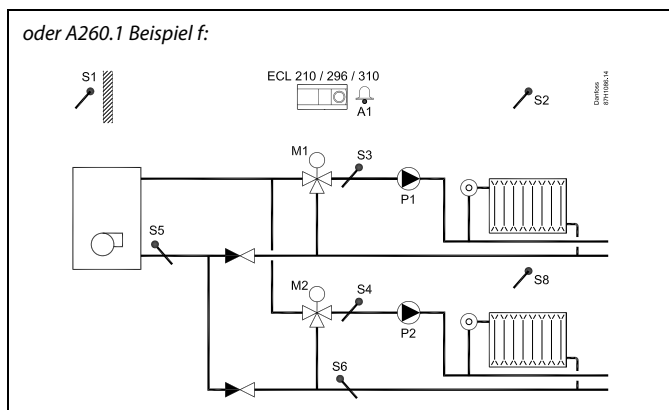 oder A260.1 Beispiel f:
S1
ECL 210 / 296 / 310
A1
S2
Danfoss
87H1086.14
M1
S3
P1
S5
M2
S4
P2
S8
S6